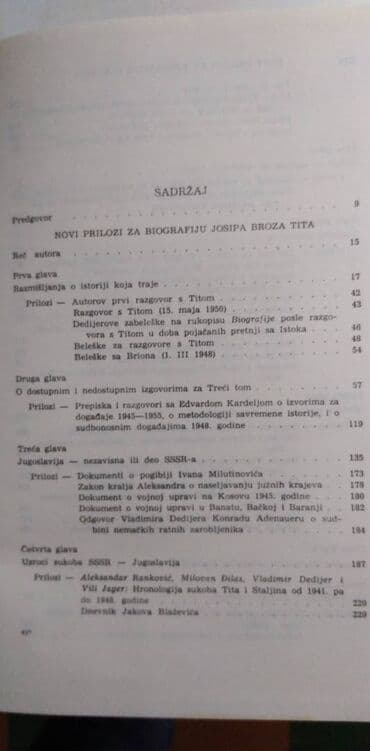 SADRŽAJ
Predgovor . . . 9
NOVI PRILOZI ZA BIOGRAFIJU JOSIPA BROZA TITA
Reč autora . . . 15
Prva glava
Razmišljanja o istoriji koja traje . . . 17
Prilozi — Autorov prvi razgovor s Titom . . . 42
Razgovor s Titom (15. maja 1950) . . . 43
Dedijerove zabeleške na rukopisu Biografije posle razgo-
vora s Titom u doba pojačanih pretnji sa Istoka . . . 46
Beleške za razgovore s Titom . . . 48
Beleške sa Briona (1. III 1948) . . . 54
Druga glava
O dostupnim i nedostupnim izgovorima za Treći tom . . . 57
Prilozi — Prepiska i razgovori sa Edvardom Kardeljom o izvorima za
događaje 1945—1955, o metodologiji savremene istorije, i o
sudbonosnim događajima 1948. godine . . . 119
Treća glava
Jugoslavija — nezavisna ili deo SSSR-a . . . 135
Prilozi — Dokumenti o pogibiji Ivana Milutinovića . . . 173
Zakon kralja Aleksandra o naseljavanju južnih krajeva . . . 178
Dokument o vojnoj upravi na Kosovu 1945. godine . . . 180
Dokument o vojnoj upravi u Banatu, Bačkoj i Baranji . . . 182
Odgovor Vladimira Dedijera Konradu Adenaueru o sud-
bini nemačkih ratnih zarobljenika . . . 184
Četvrta glava
Uzroci sukoba SSSR — Jugoslavija . . . 187
Prilozi — Aleksandar Ranković, Milovan Đilas, Vladimir Dedijer i
Vili Jager: Hronologija sukoba Tita i Staljina od 1941. pa
do 1948. godine . . . 220
Dnevnik Jakova Blaževića . . . 229